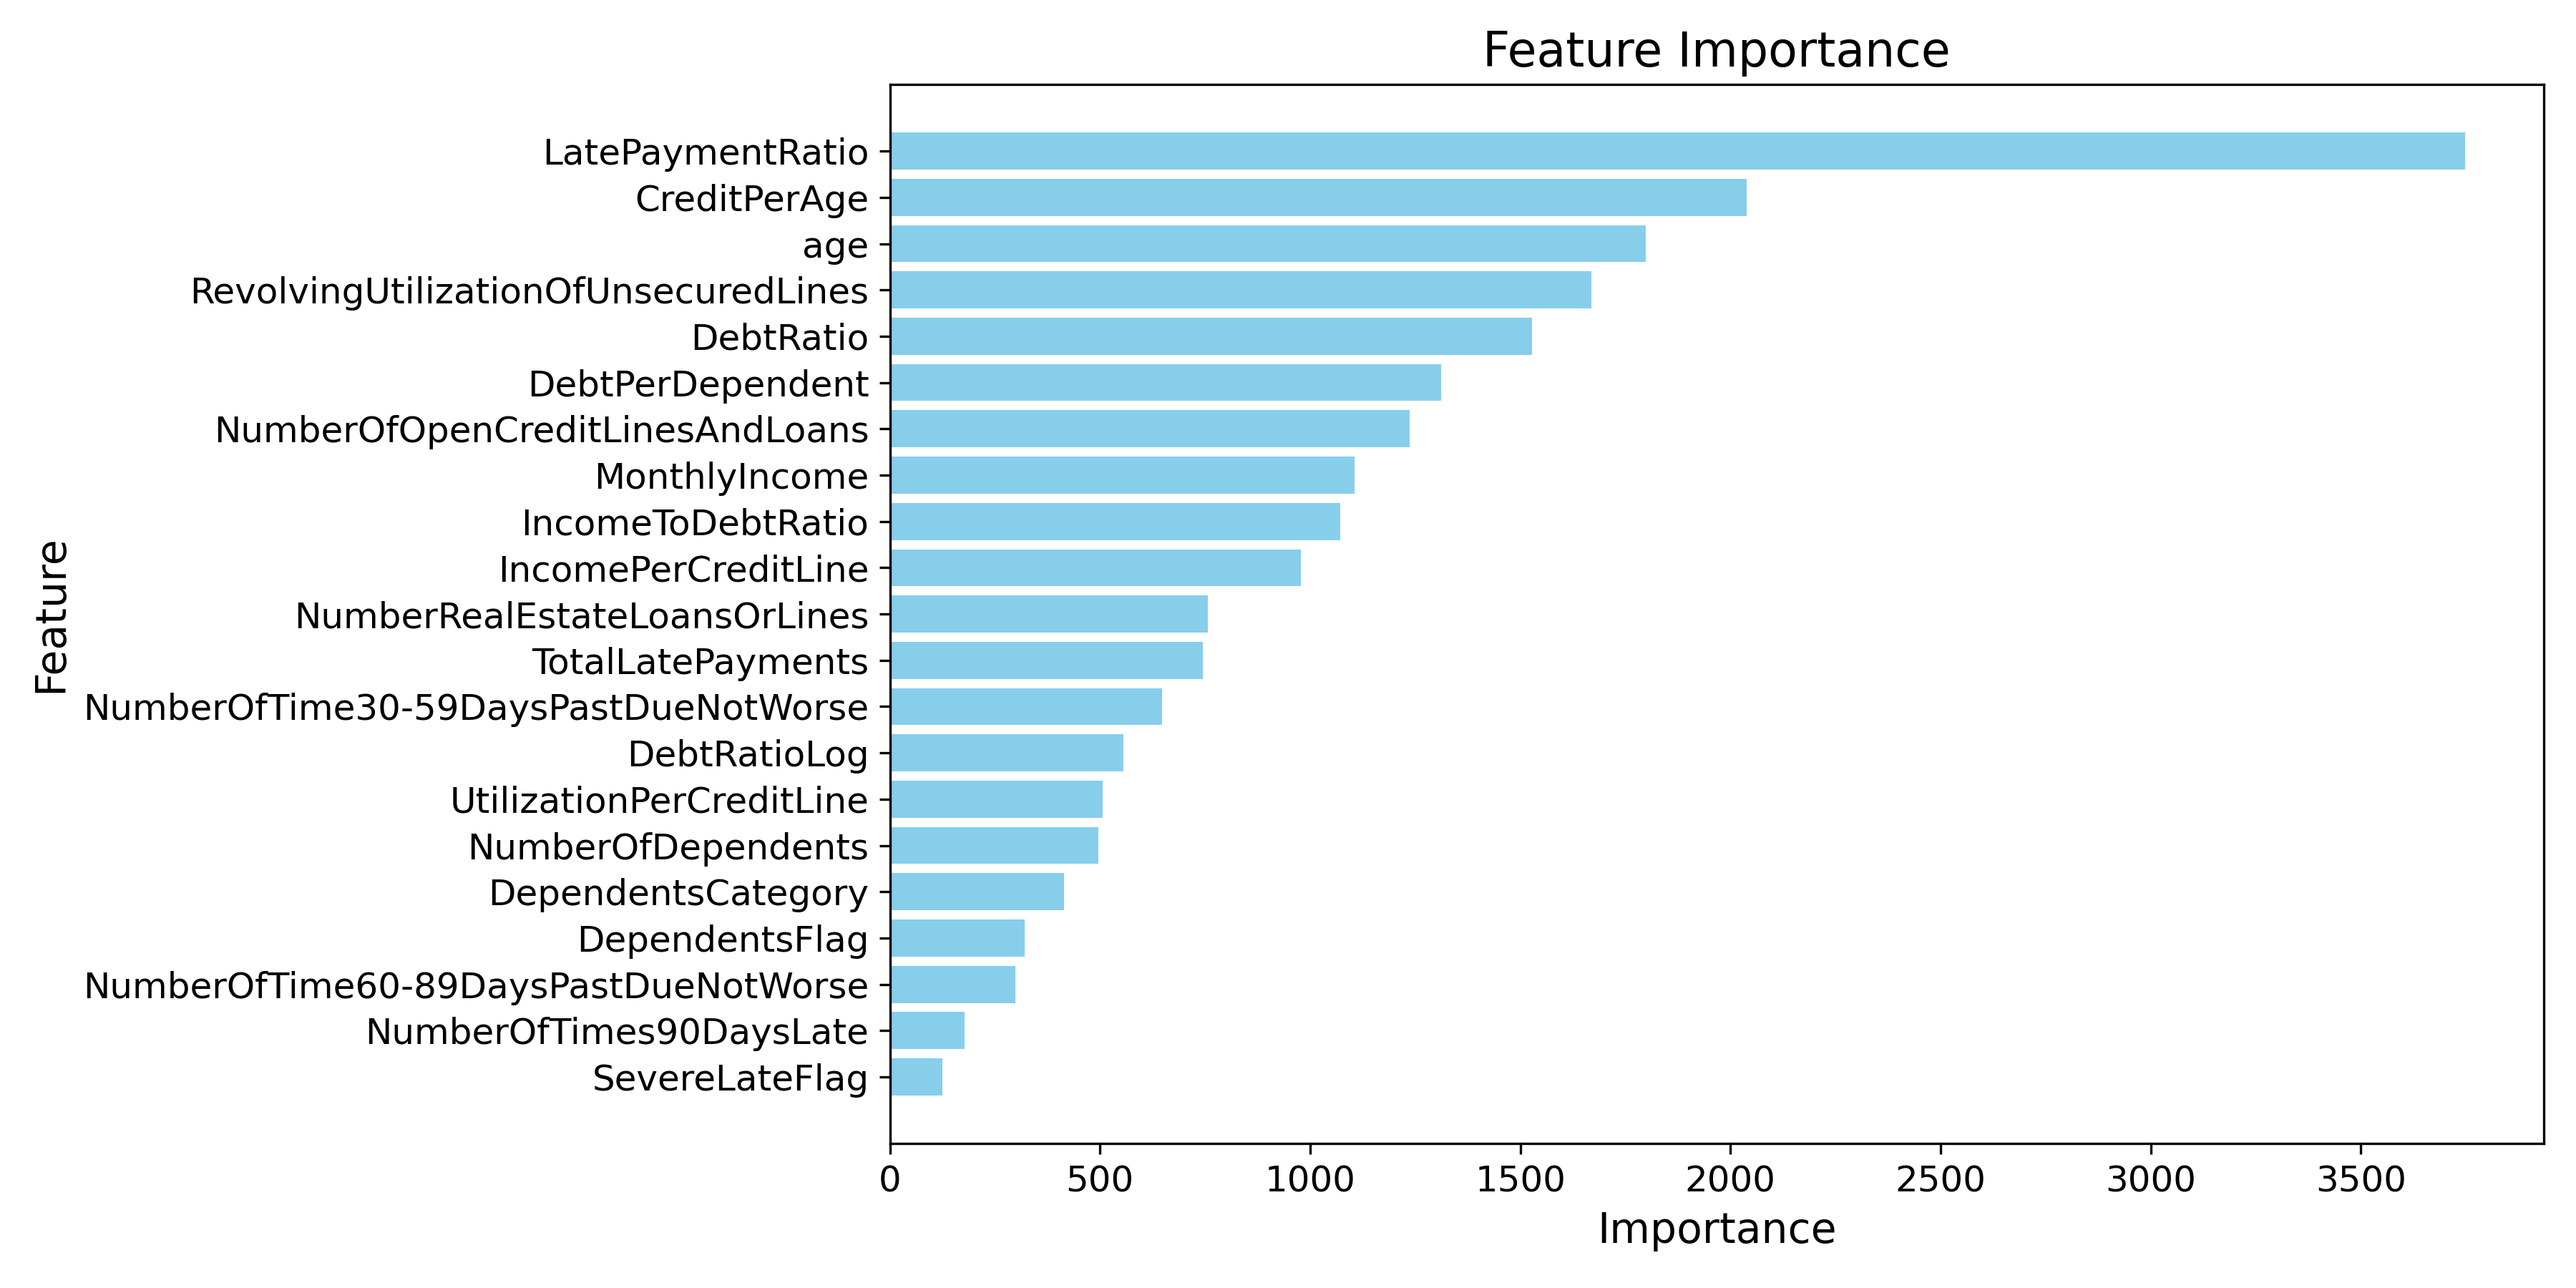 Feature Importance
LatePaymentRatio
CreditPerAge
age
RevolvingUtilizationOfUnsecuredLines
DebtRatio
DebtPerDependent
NumberOfOpenCreditLinesAndLoans
MonthlyIncome
IncomeToDebtRatio
IncomePerCreditLine
NumberRealEstateLoansOrLines
TotalLatePayments
NumberOfTime30-59DaysPastDueNotWorse
DebtRatioLog
UtilizationPerCreditLine
NumberOfDependents
DependentsCategory
DependentsFlag
NumberOfTime60-89DaysPastDueNotWorse
NumberOfTimes90DaysLate
SevereLateFlag
Feature
0 500 1000 1500 2000 2500 3000 3500
Importance